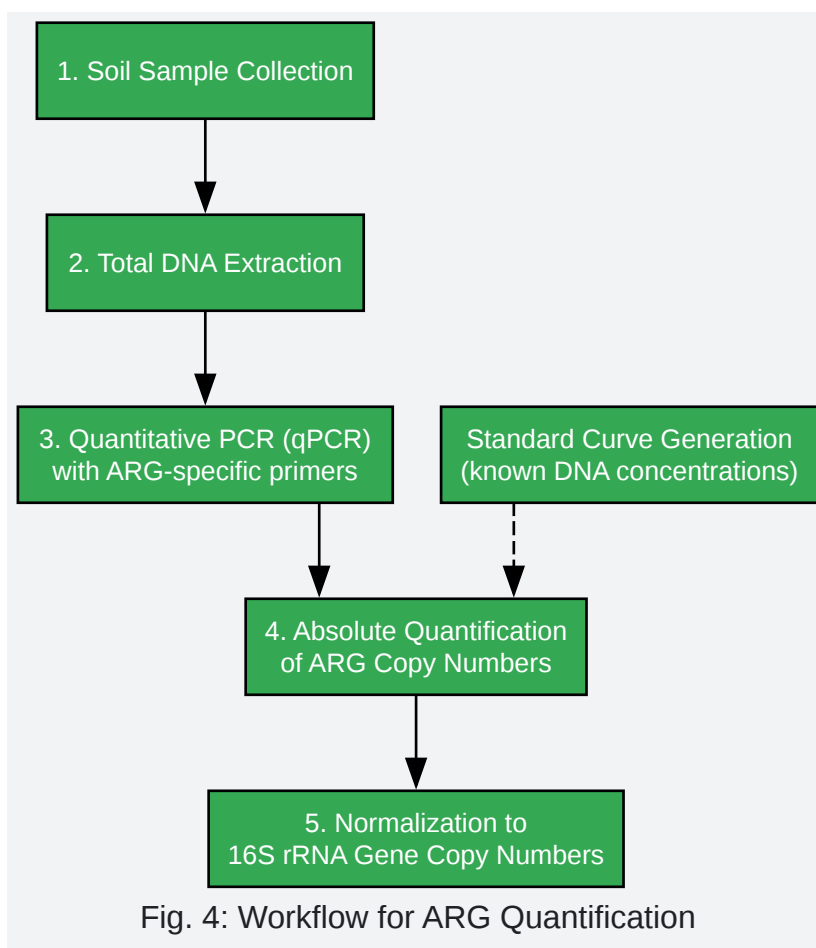 1. Soil Sample Collection
2. Total DNA Extraction
3. Quantitative PCR (qPCR)
with ARG-specific primers
Standard Curve Generation
(known DNA concentrations)
4. Absolute Quantification
of ARG Copy Numbers
5. Normalization to
16S rRNA Gene Copy Numbers
Fig. 4: Workflow for ARG Quantification